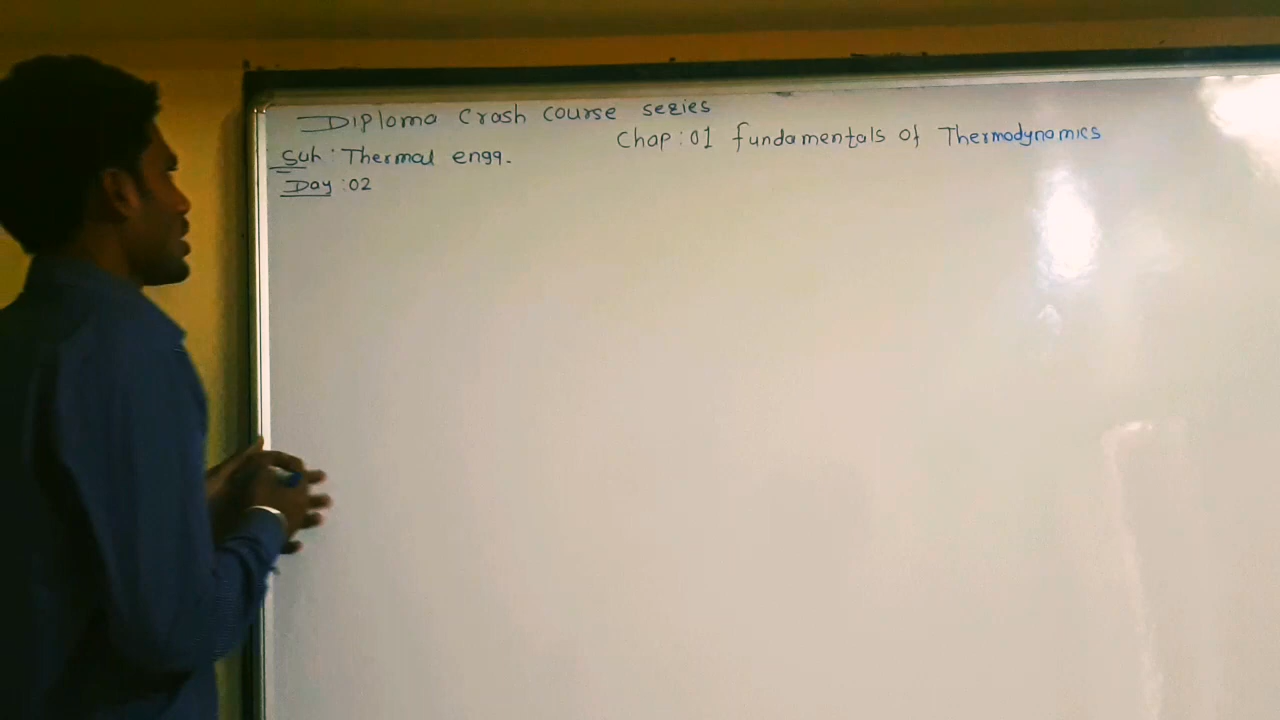 Diploma Crash course series
Chap:01 fundamentals of Thermodynamics
Sub: Thermal engg.
Day:02